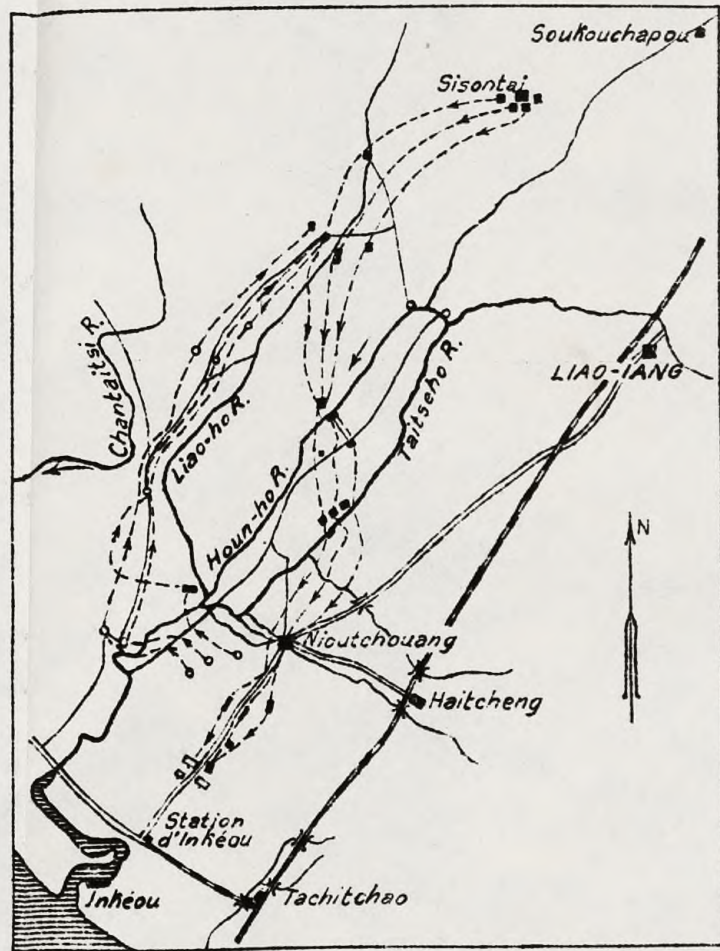 Soukouchapou
Sisontai
Chantaitsi R.
Liao-ho R.
Houn-ho R.
Taitseho R.
LIAO-IANG
N
Nioutchouang
Haitcheng
Station
d'Inkéou
Inkéou
Tachitchao